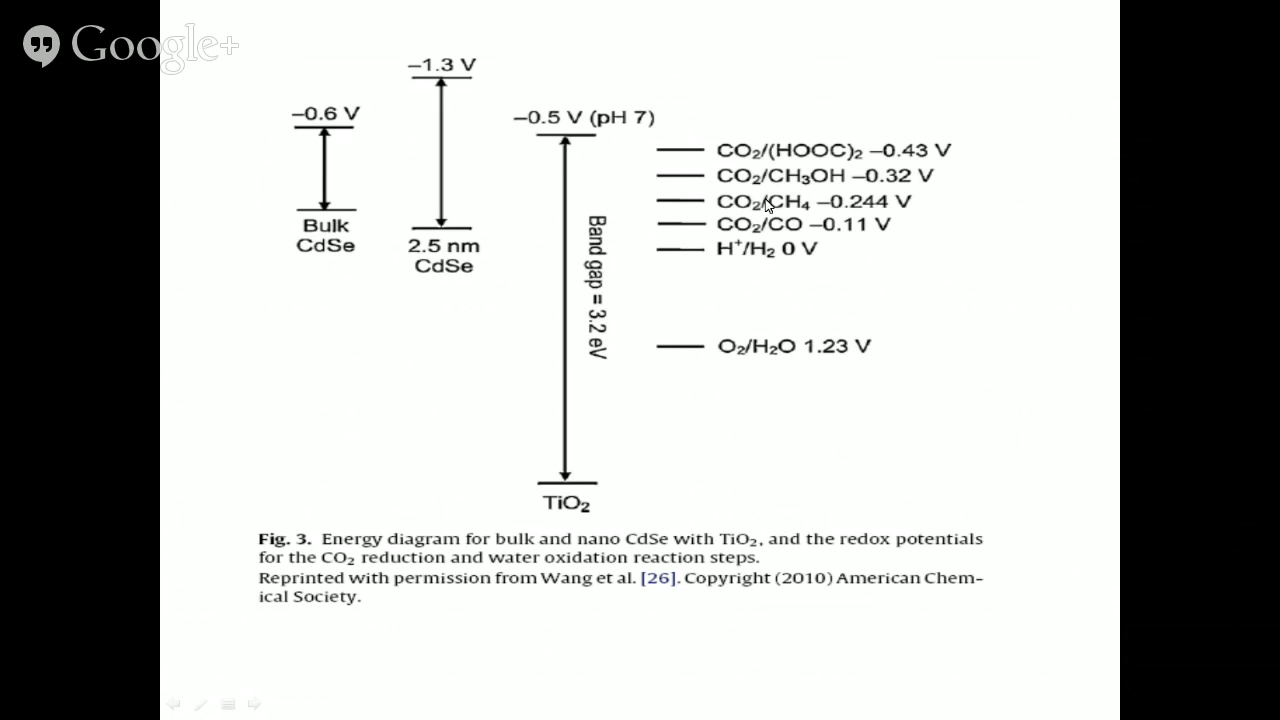 Google+
–1.3 V
–0.6 V
–0.5 V (pH 7)
CO₂/(HOOC)₂ –0.43 V
CO₂/CH₃OH –0.32 V
CO₂/CH₄ –0.244 V
CO₂/CO –0.11 V
H⁺/H₂ 0 V
O₂/H₂O 1.23 V
Bulk
CdSe
2.5 nm
CdSe
Band gap = 3.2 eV
TiO₂
Fig. 3. Energy diagram for bulk and nano CdSe with TiO₂, and the redox potentials
for the CO₂ reduction and water oxidation reaction steps.
Reprinted with permission from Wang et al. [26]. Copyright (2010) American Chem-
ical Society.